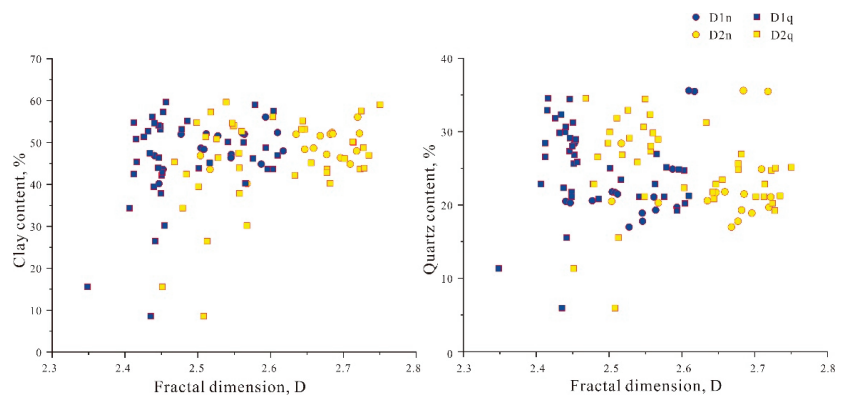 D1n D1q
D2n D2q
Clay content, %
70
60
50
40
30
20
10
0
2.3 2.4 2.5 2.6 2.7 2.8
Fractal dimension, D
Quartz content, %
40
30
20
10
0
2.3 2.4 2.5 2.6 2.7 2.8
Fractal dimension, D